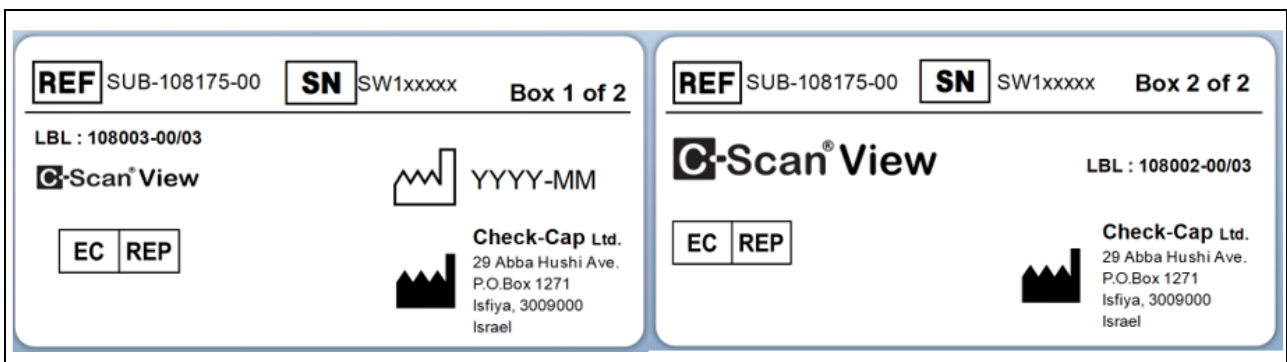 REF SUB-108175-00 SN SW1xxxxx Box 1 of 2
LBL : 108003-00/03
C-Scan® View
YYYY-MM
EC REP
Check-Cap Ltd.
29 Abba Hushi Ave.
P.O.Box 1271
Isfiya, 3009000
Israel
REF SUB-108175-00 SN SW1xxxxx Box 2 of 2
C-Scan® View
LBL : 108002-00/03
EC REP
Check-Cap Ltd.
29 Abba Hushi Ave.
P.O.Box 1271
Isfiya, 3009000
Israel